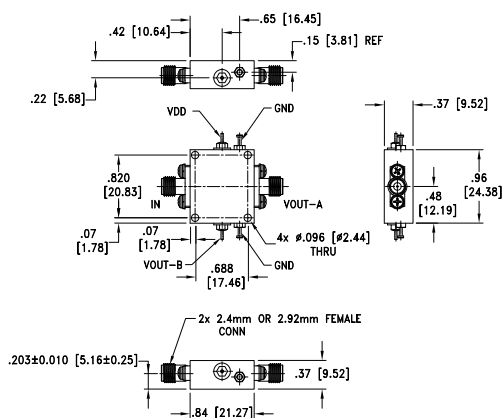 .42 [10.64]
.65 [16.45]
.15 [3.81] REF
.22 [5.68]
VDD
GND
.37 [9.52]
.820
[20.83]
IN
VOUT-A
.96
[24.38]
.48
[12.19]
.07
[1.78]
.07
[1.78]
4x ø.096 [ø2.44]
THRU
VOUT-B
.688
[17.46]
GND
2x 2.4mm OR 2.92mm FEMALE
CONN
.203±0.010 [5.16±0.25]
.37 [9.52]
.84 [21.27]